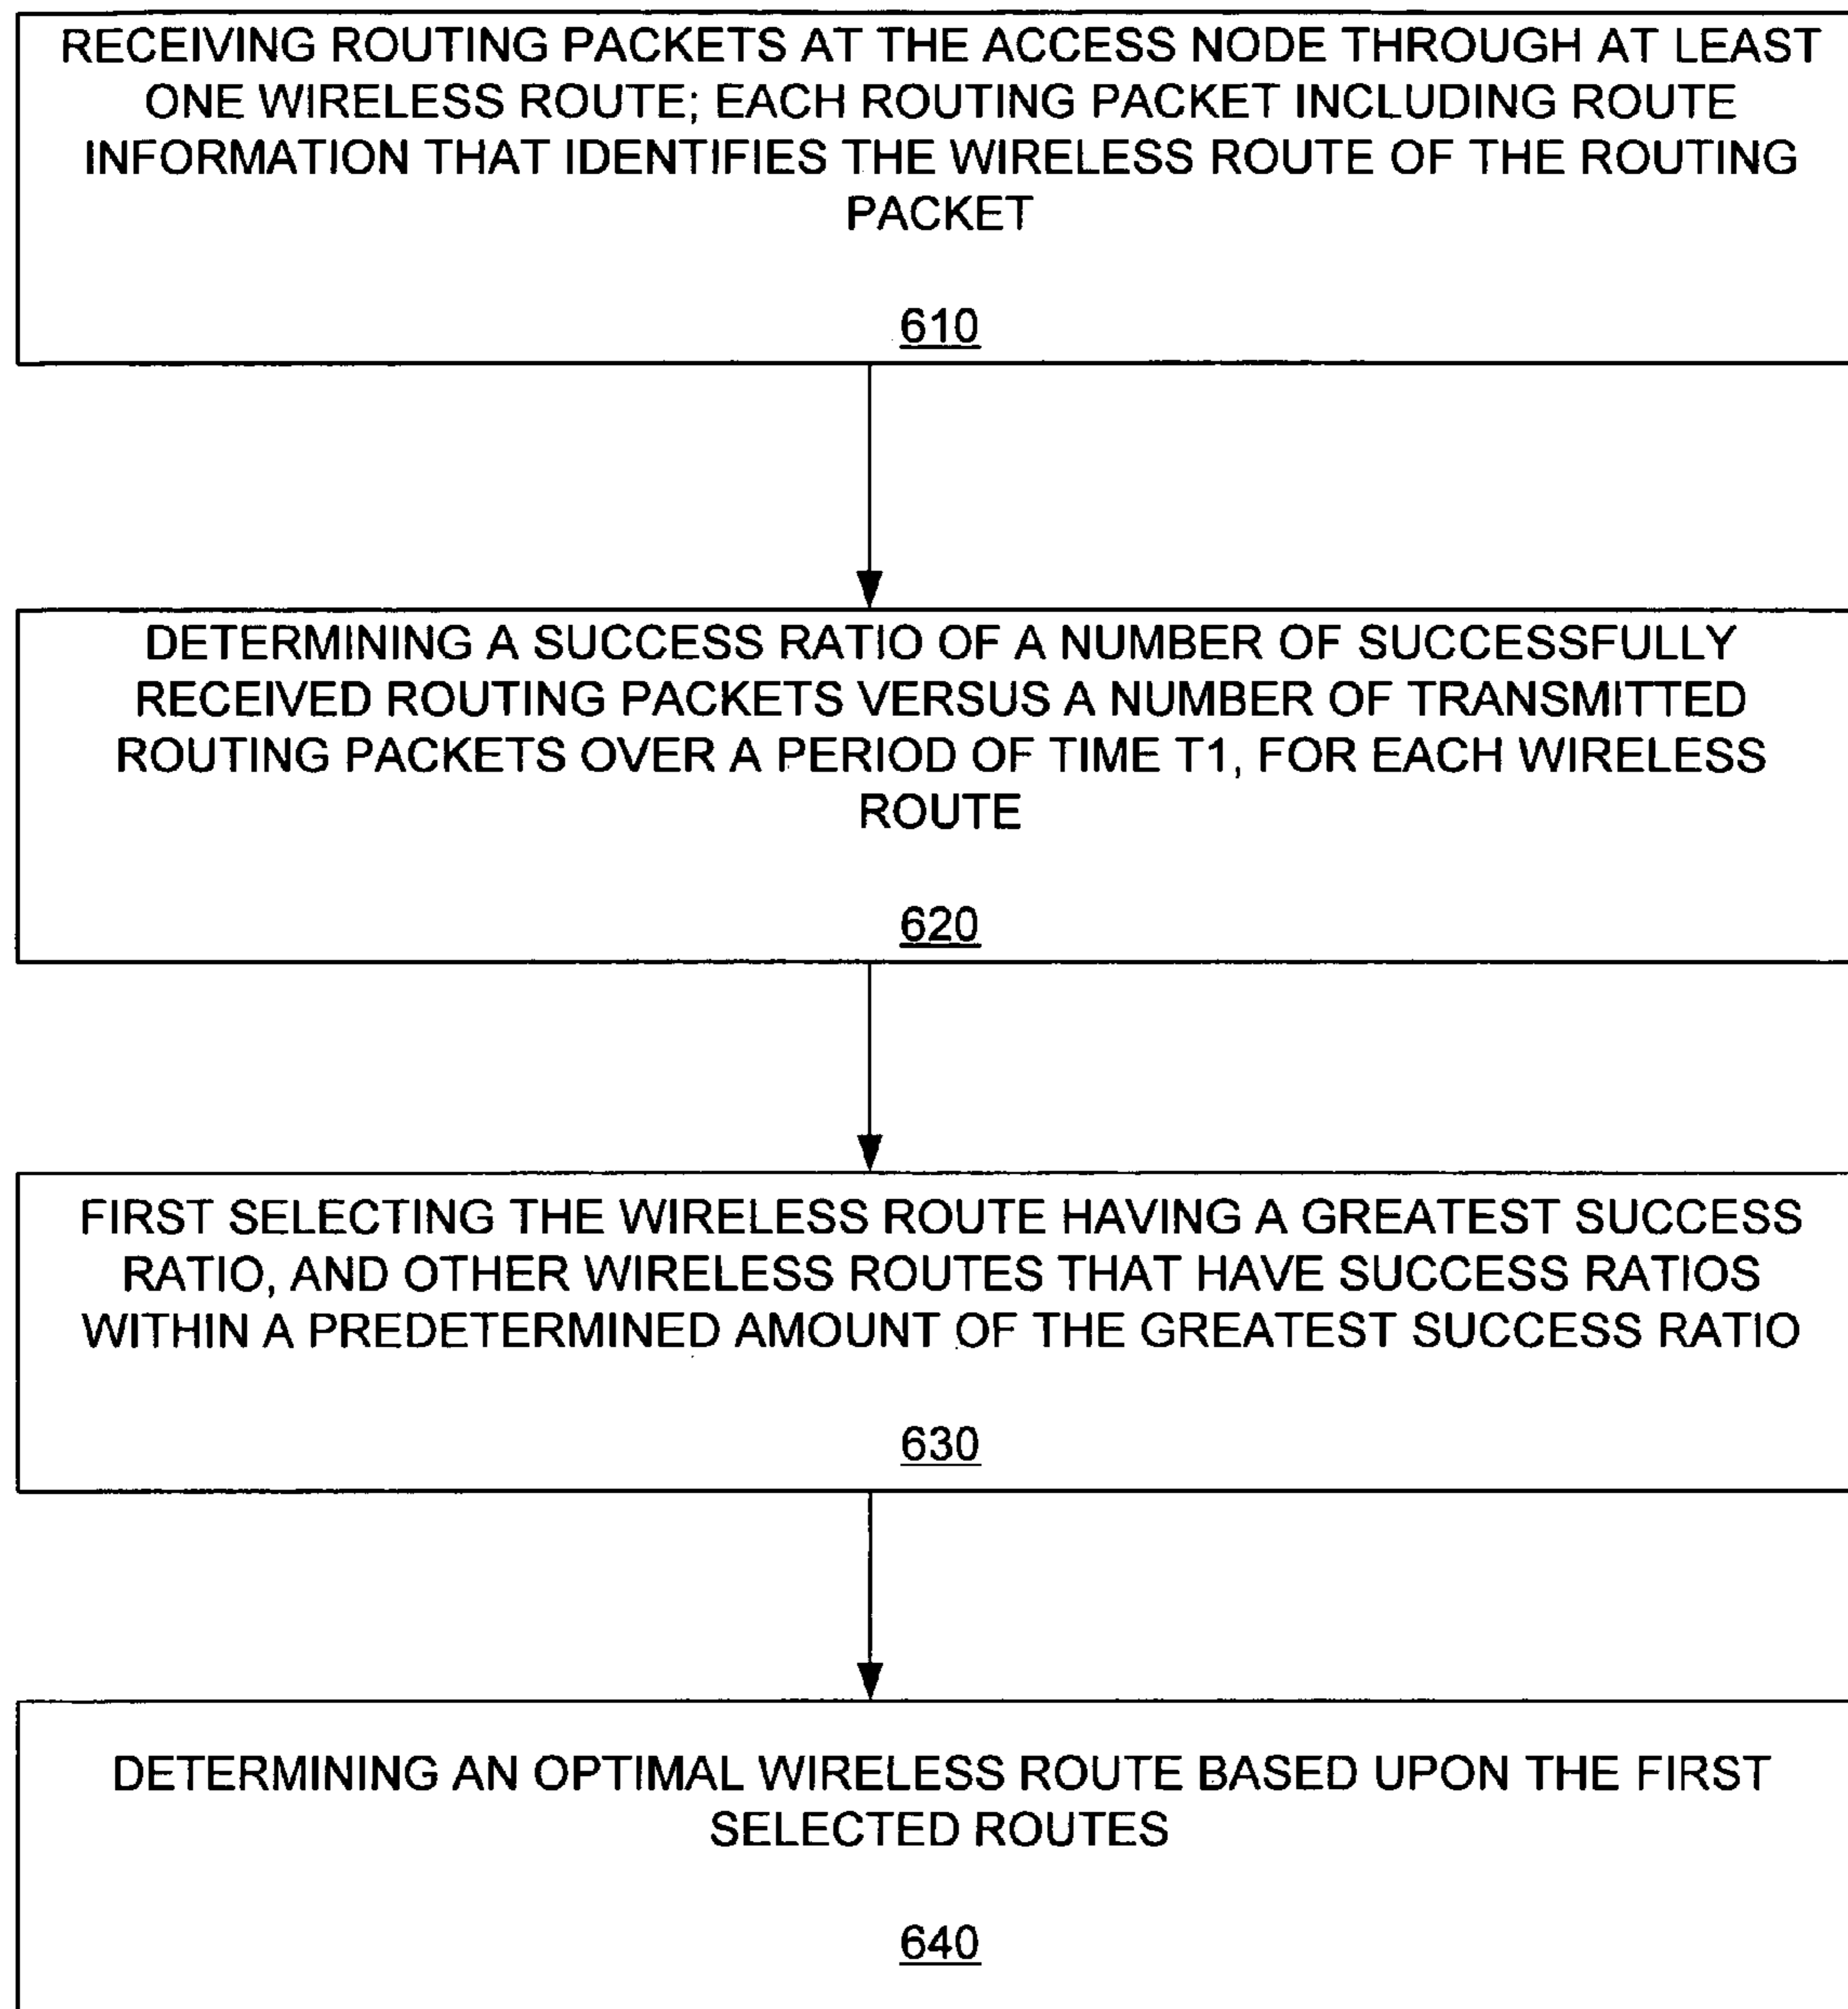 RECEIVING ROUTING PACKETS AT THE ACCESS NODE THROUGH AT LEAST
ONE WIRELESS ROUTE; EACH ROUTING PACKET INCLUDING ROUTE
INFORMATION THAT IDENTIFIES THE WIRELESS ROUTE OF THE ROUTING
PACKET
610
DETERMINING A SUCCESS RATIO OF A NUMBER OF SUCCESSFULLY
RECEIVED ROUTING PACKETS VERSUS A NUMBER OF TRANSMITTED
ROUTING PACKETS OVER A PERIOD OF TIME T1, FOR EACH WIRELESS
ROUTE
620
FIRST SELECTING THE WIRELESS ROUTE HAVING A GREATEST SUCCESS
RATIO, AND OTHER WIRELESS ROUTES THAT HAVE SUCCESS RATIOS
WITHIN A PREDETERMINED AMOUNT OF THE GREATEST SUCCESS RATIO
630
DETERMINING AN OPTIMAL WIRELESS ROUTE BASED UPON THE FIRST
SELECTED ROUTES
640